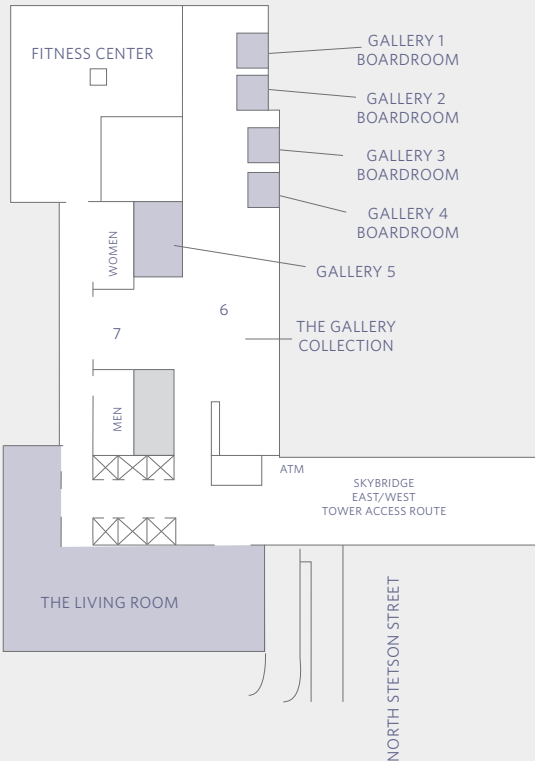 FITNESS CENTER
GALLERY 1
BOARDROOM
GALLERY 2
BOARDROOM
GALLERY 3
BOARDROOM
GALLERY 4
BOARDROOM
WOMEN
GALLERY 5
6
THE GALLERY
COLLECTION
7
MEN
ATM
SKYBRIDGE
EAST/WEST
TOWER ACCESS ROUTE
THE LIVING ROOM
NORTH STETSON STREET